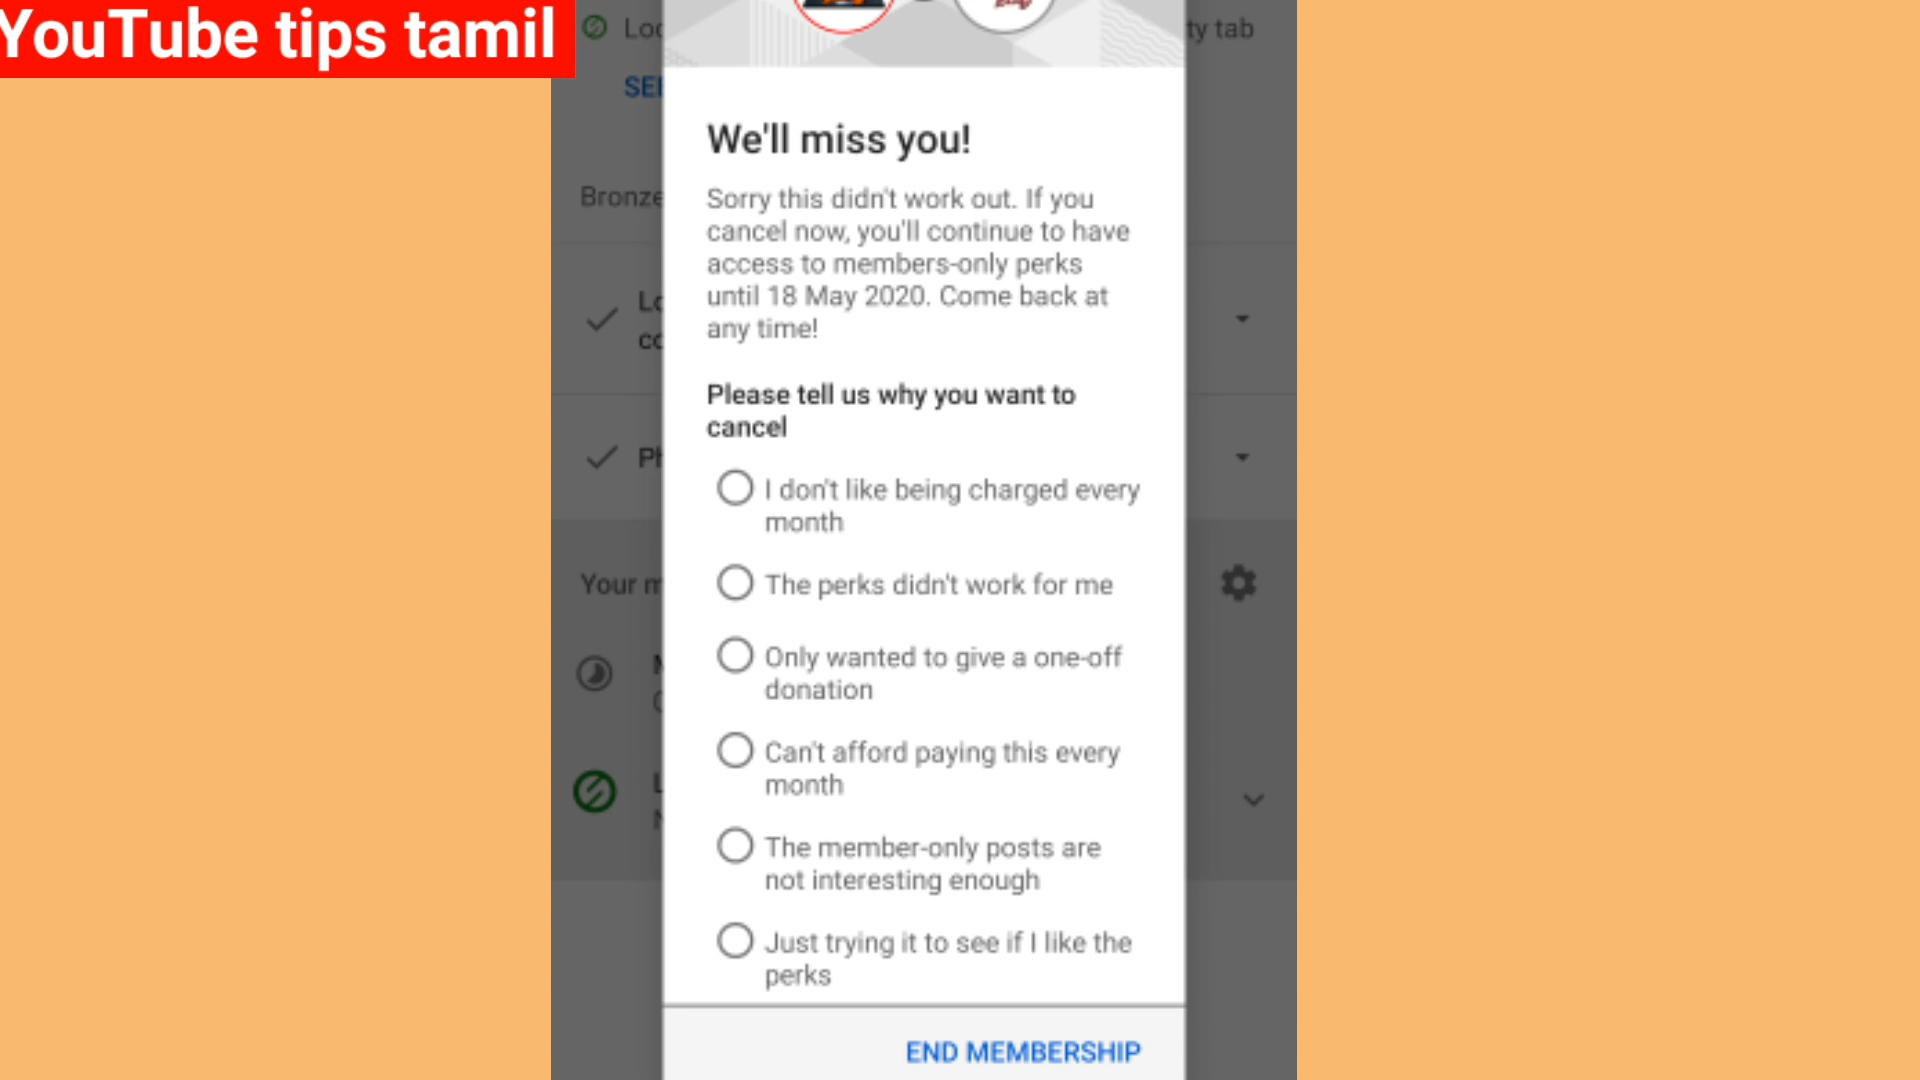 YouTube tips tamil
ty tab
We'll miss you!
Sorry this didn't work out. If you
cancel now, you'll continue to have
access to members-only perks
until 18 May 2020. Come back at
any time!
Please tell us why you want to
cancel
I don't like being charged every
month
The perks didn't work for me
Only wanted to give a one-off
donation
Can't afford paying this every
month
The member-only posts are
not interesting enough
Just trying it to see if I like the
perks
END MEMBERSHIP
Bronze
Your m